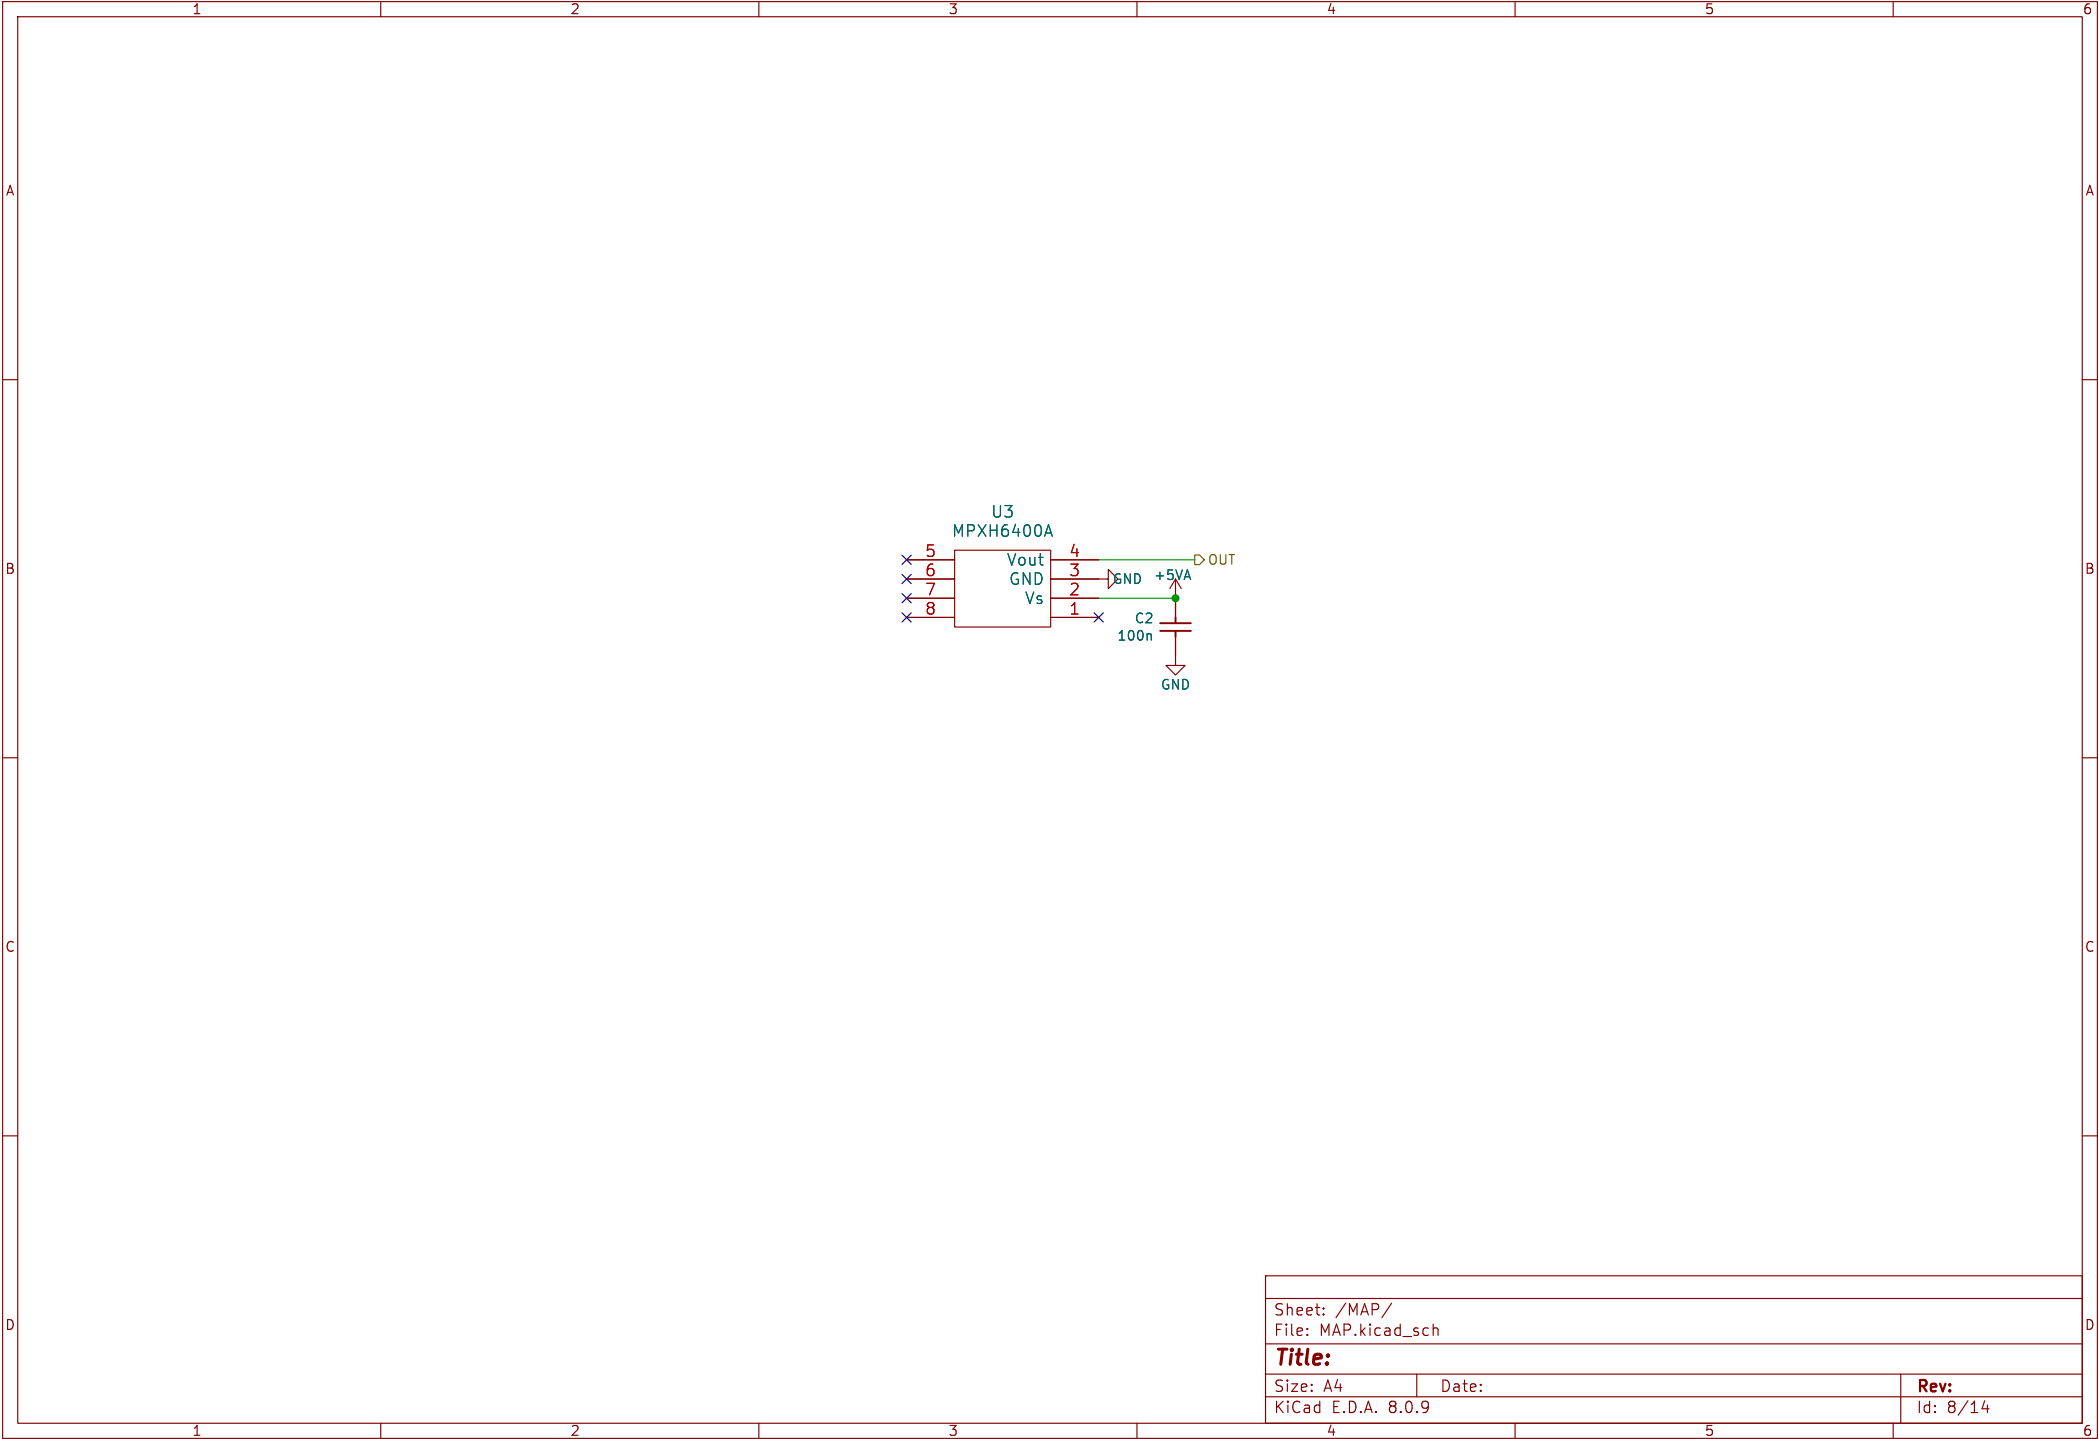 1 2 3 4 5 6
A A
U3
MPXH6400A
5 Vout 4 OUT
6 GND 3 GND +5VA
7 Vs 2
8 1
C2
100n
GND
B B
C C
Sheet: /MAP/
File: MAP.kicad_sch
D D
Title:
Size: A4 Date: Rev:
KiCad E.D.A. 8.0.9 Id: 8/14
1 2 3 4 5 6